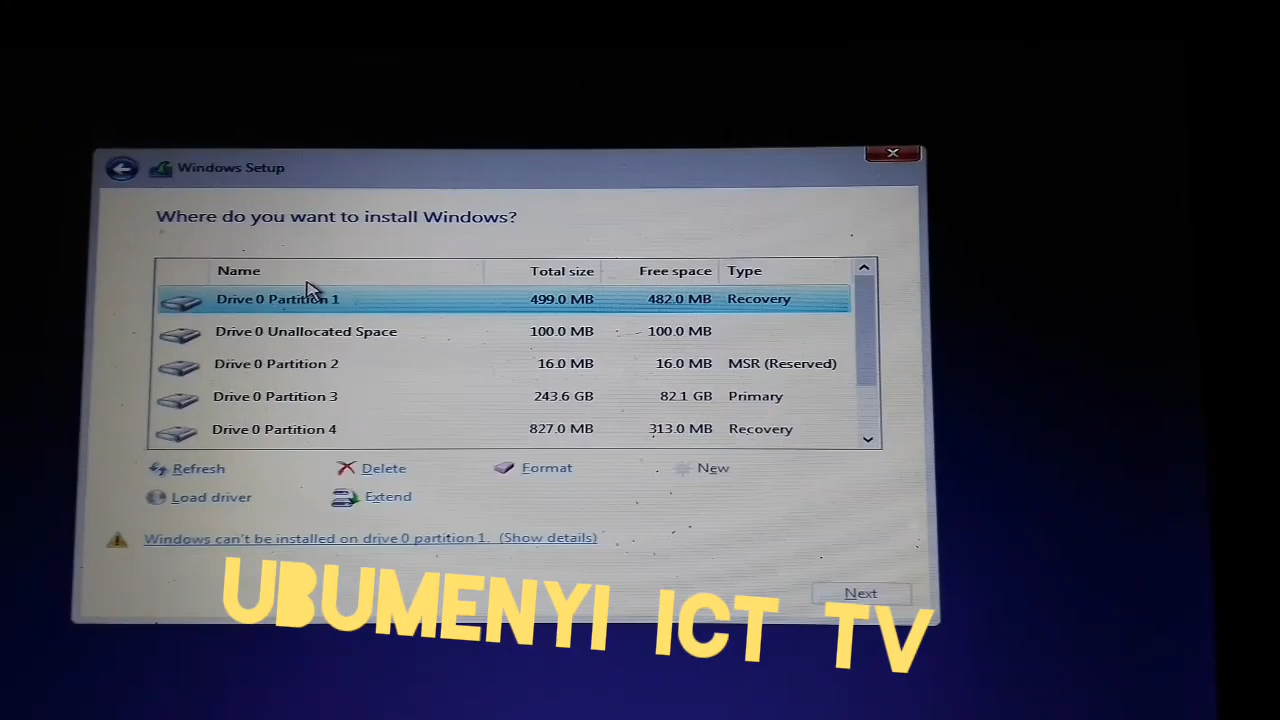 Windows Setup
Where do you want to install Windows?
Name Total size Free space Type
Drive 0 Partition 1 499.0 MB 482.0 MB Recovery
Drive 0 Unallocated Space 100.0 MB 100.0 MB
Drive 0 Partition 2 16.0 MB 16.0 MB MSR (Reserved)
Drive 0 Partition 3 243.6 GB 82.1 GB Primary
Drive 0 Partition 4 827.0 MB 313.0 MB Recovery
Refresh Delete Format New
Load driver Extend
Windows can't be installed on drive 0 partition 1. (Show details)
Next
UBUMENYI ICT TV